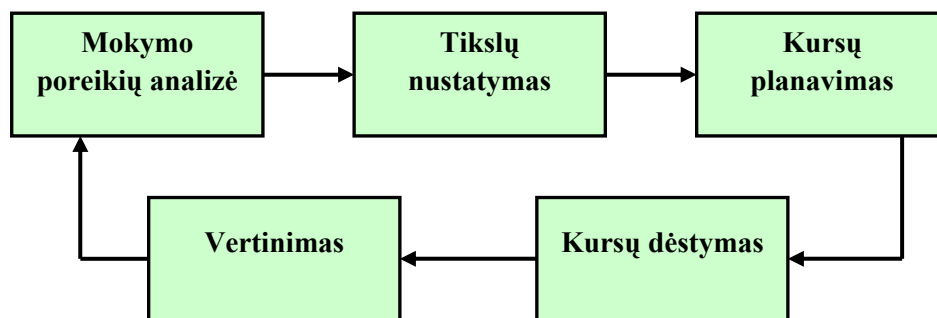 Mokymo
poreikių analizė
Tikslų
nustatymas
Kursų
planavimas
Vertinimas
Kursų dėstymas